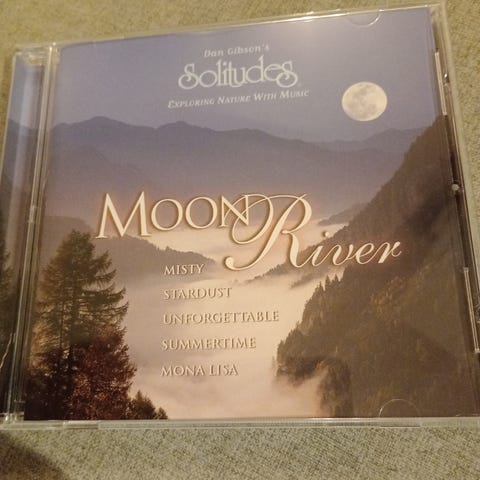 Dan Gibson's
Solitudes
Exploring Nature With Music
Moon River
MISTY
STARDUST
UNFORGETTABLE
SUMMERTIME
MONA LISA